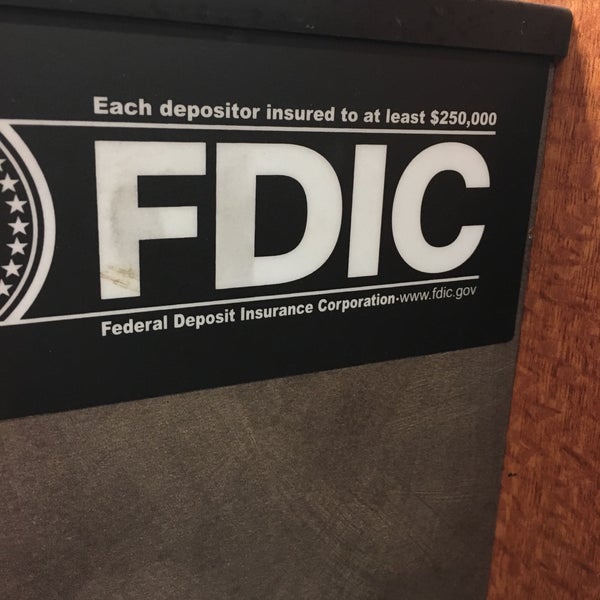 Each depositor insured to at least $250,000
FDIC
Federal Deposit Insurance Corporation-www.fdic.gov